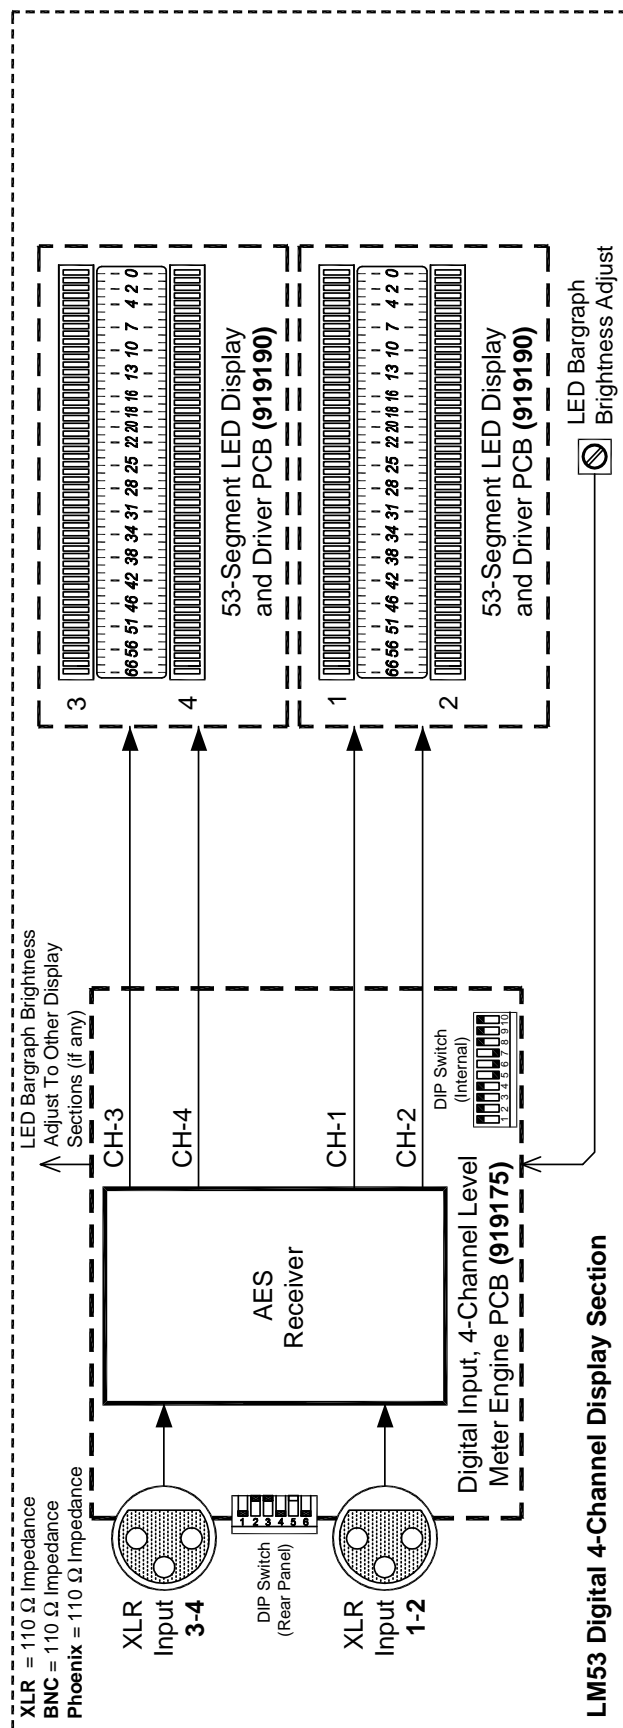 XLR = 110 Ω Impedance
BNC = 110 Ω Impedance
Phoenix = 110 Ω Impedance
LED Bargraph Brightness
Adjust To Other Display
Sections (if any)
XLR
Input
3-4
DIP Switch
(Rear Panel)
1 2 3 4 5 6
XLR
Input
1-2
AES
Receiver
CH-3
CH-4
CH-1
CH-2
DIP Switch
(Internal)
1 2 3 4 5 6 7 8 9 10
Digital Input, 4-Channel Level
Meter Engine PCB (919175)
3
66 56 51 46 42 38 34 31 28 25 22 20 18 16 13 10 7 4 2 0
4
53-Segment LED Display
and Driver PCB (919190)
1
66 56 51 46 42 38 34 31 28 25 22 20 18 16 13 10 7 4 2 0
2
53-Segment LED Display
and Driver PCB (919190)
LED Bargraph
Brightness Adjust
LM53 Digital 4-Channel Display Section